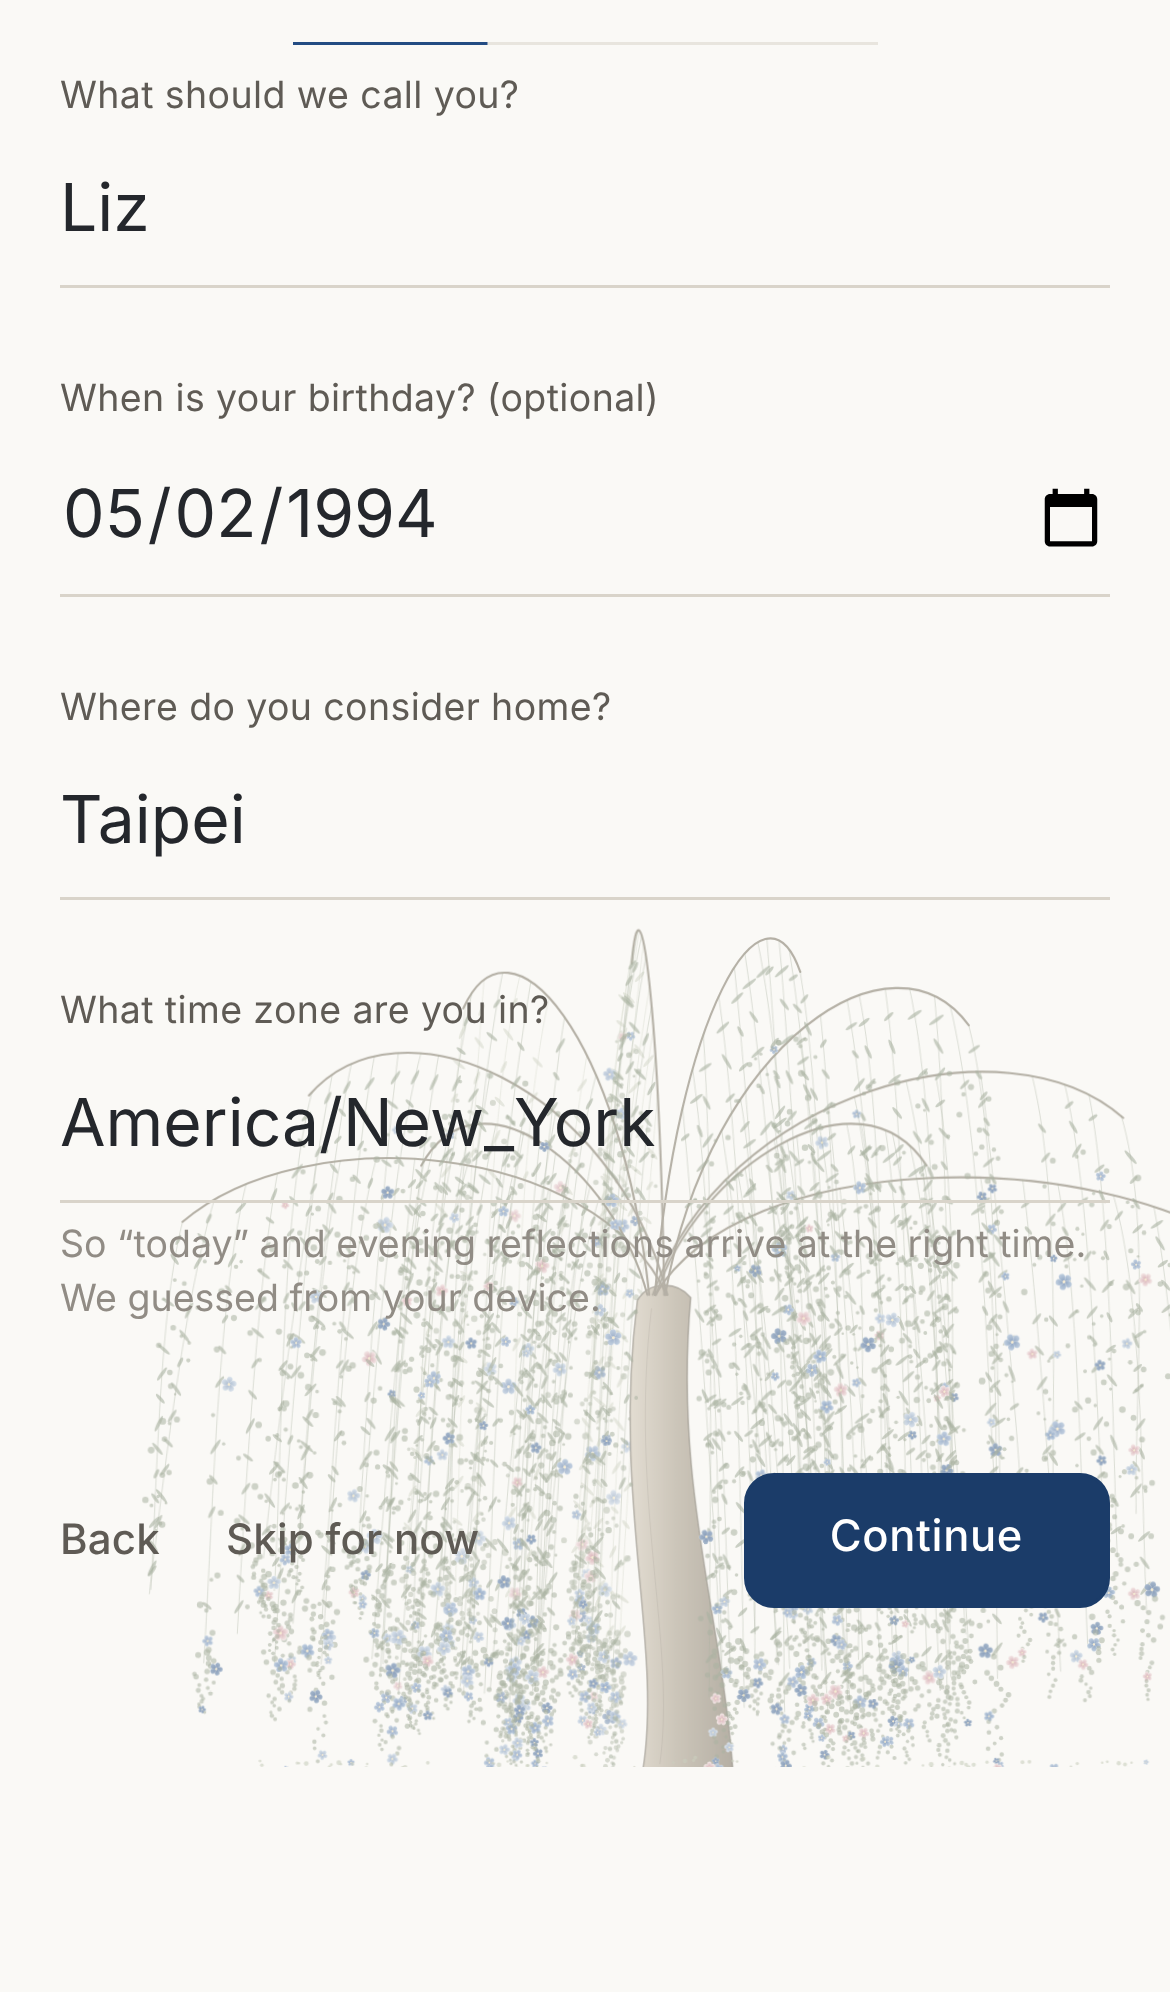 What should we call you?
Liz
When is your birthday? (optional)
05/02/1994
Where do you consider home?
Taipei
What time zone are you in?
America/New_York
So “today” and evening reflections arrive at the right time.
We guessed from your device.
Back
Skip for now
Continue